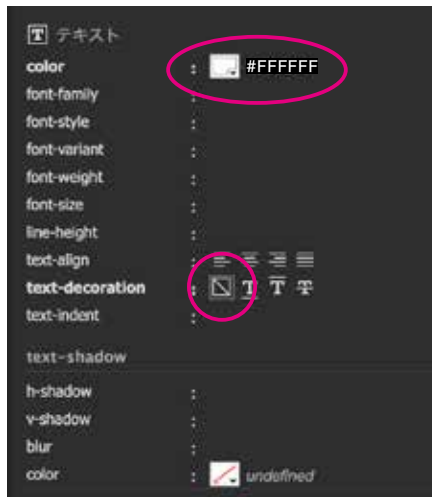 テキスト
color : #FFFFFF
font-family :
font-style :
font-variant :
font-weight :
font-size :
line-height :
text-align :
text-decoration :
text-indent :
text-shadow
h-shadow :
v-shadow :
blur :
color : undefined